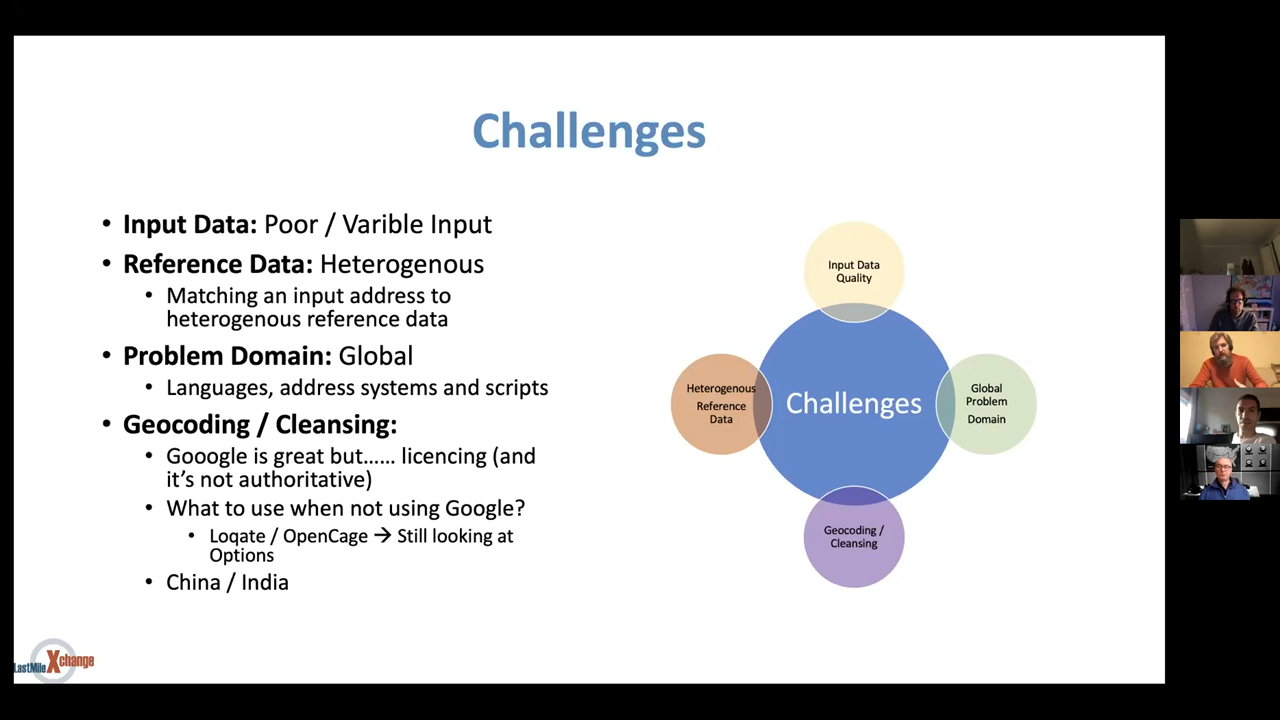 Challenges
• Input Data: Poor / Varible Input
• Reference Data: Heterogenous
• Matching an input address to
heterogenous reference data
• Problem Domain: Global
• Languages, address systems and scripts
• Geocoding / Cleansing:
• Gooogle is great but...... licencing (and
it's not authoritative)
• What to use when not using Google?
• Loqate / OpenCage → Still looking at
Options
• China / India
Input Data
Quality
Heterogenous
Reference
Data
Challenges
Global
Problem
Domain
Geocoding /
Cleansing
LastMileXchange